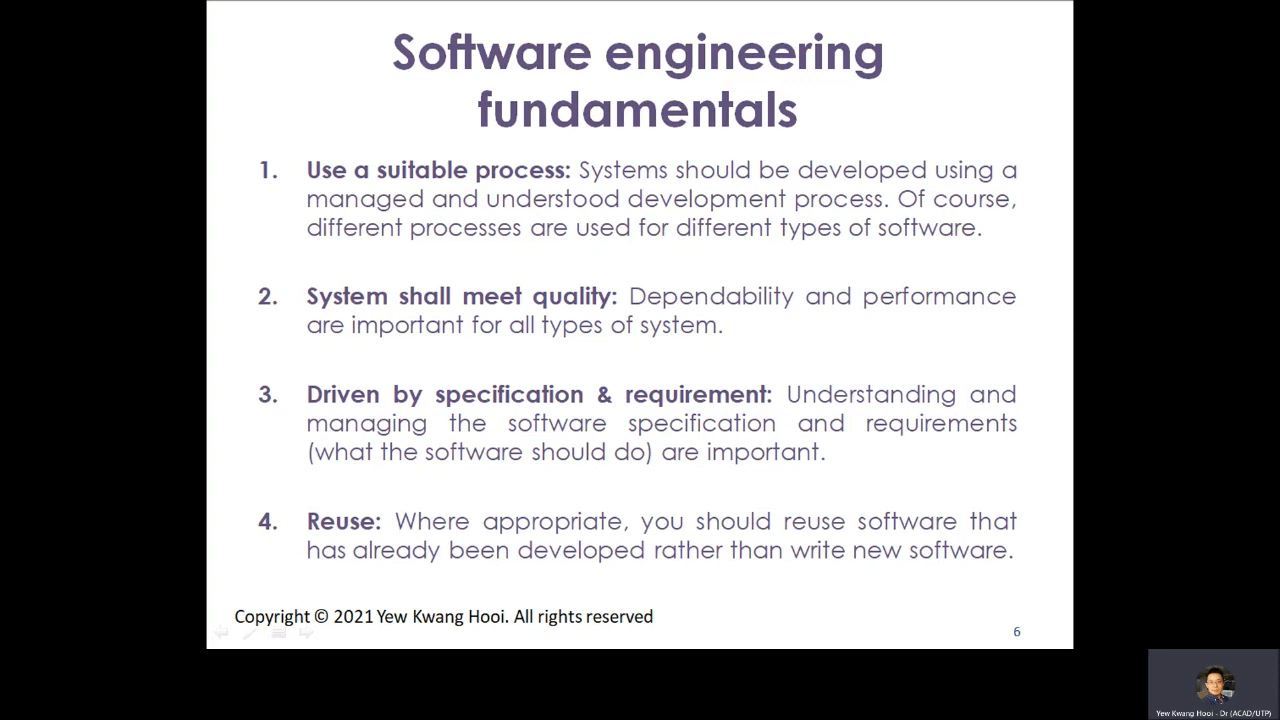 Software engineering
fundamentals
1. Use a suitable process: Systems should be developed using a
managed and understood development process. Of course,
different processes are used for different types of software.
2. System shall meet quality: Dependability and performance
are important for all types of system.
3. Driven by specification & requirement: Understanding and
managing the software specification and requirements
(what the software should do) are important.
4. Reuse: Where appropriate, you should reuse software that
has already been developed rather than write new software.
Copyright © 2021 Yew Kwang Hooi. All rights reserved
6
Yew Kwang Hooi - Dr (ACAD/UTP)